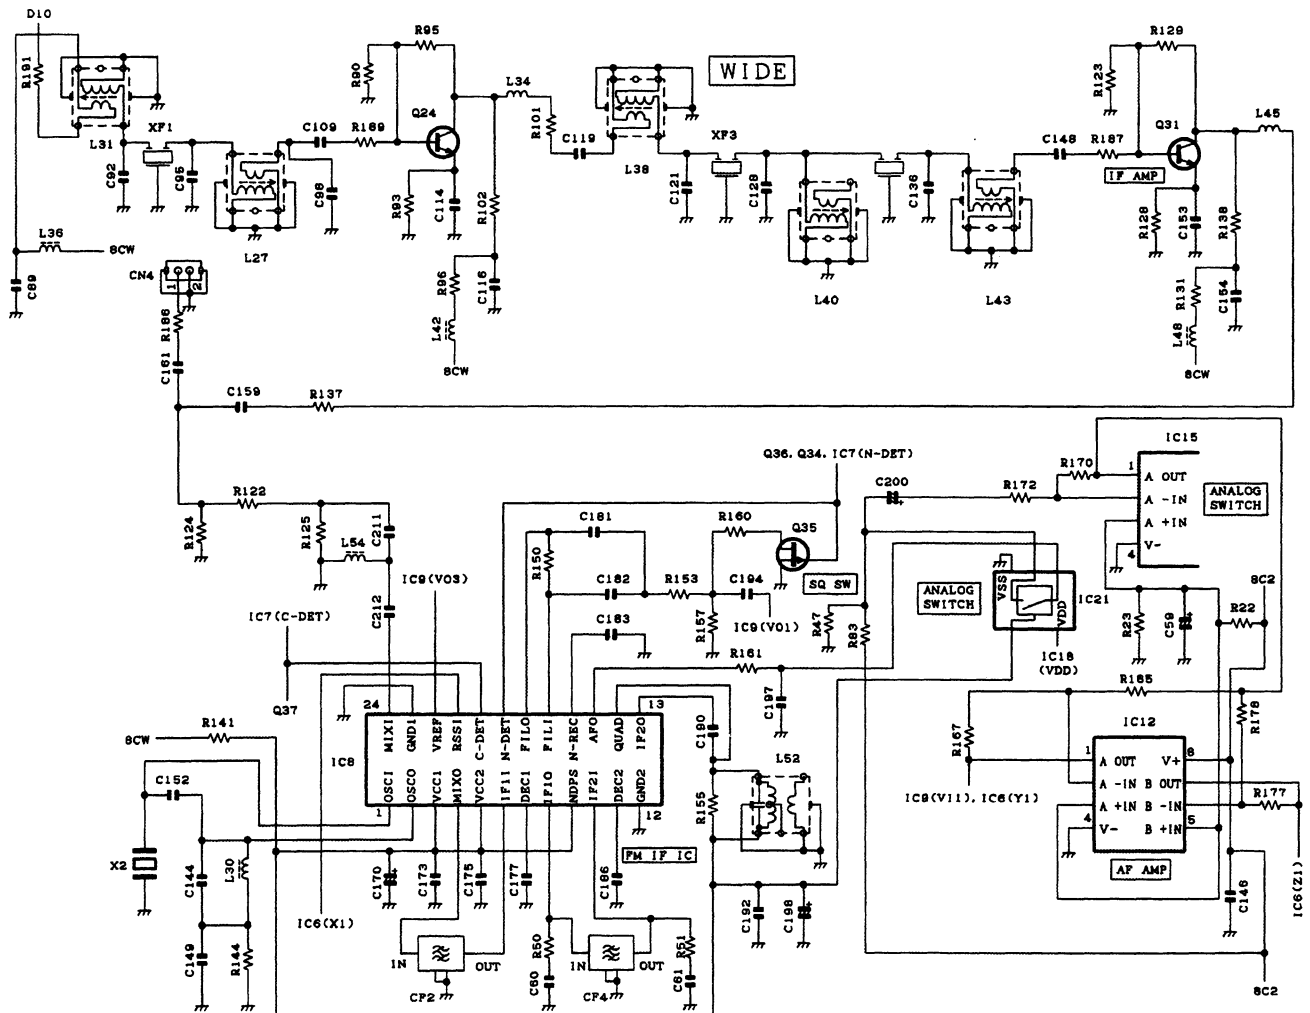 D10
R191
L31
XF1
C92
C95
L27
C98
C109
R189
R90
R95
Q24
R93
C114
R102
L34
R101
C119
L38
WIDE
XF3
C121
C128
L40
C136
L43
C148
R187
R123
R129
Q31
IF AMP
R128
C153
R138
L45
L36
8CW
C89
CN4
1
2
R186
C161
R96
C116
L42
8CW
R131
C154
L48
8CW
C159
R137
R124
R122
R125
L54
C211
C212
IC9(VO3)
IC7(C-DET)
Q37
Q36. Q34. IC7(N-DET)
C181
R150
C182
C183
R153
R160
Q35
SQ SW
C194
R157
IC9(VO1)
R161
C197
R47
R83
C200
R172
R170
IC15
1
A OUT
A -IN
A +IN
V-
4
ANALOG
SWITCH
ANALOG
SWITCH
VSS
VDD
IC21
IC18
(VDD)
R23
C59
R22
8C2
R165
R178
R167
IC12
1
A OUT
A -IN
A +IN
V-
4
V+
B OUT
B -IN
B +IN
5
AF AMP
R177
IC6(Z1)
C146
8C2
8CW
R141
IC8
24
13
MIXI
GND1
VREF
RSSI
C-DET
N-DET
FILO
FILI
N-REC
AFO
QUAD
IF2O
OSCI
OSCO
VCC1
MIXO
VCC2
IF1I
DEC1
IF1O
NDPS
IF2I
DEC2
GND2
1
12
FM IF IC
C190
R155
L52
C152
X2
C144
L30
C149
R144
IC6(X1)
C170
C173
C175
C177
C186
C192
C198
IN
OUT
CF2
R50
C60
IN
OUT
CF4
R51
C61